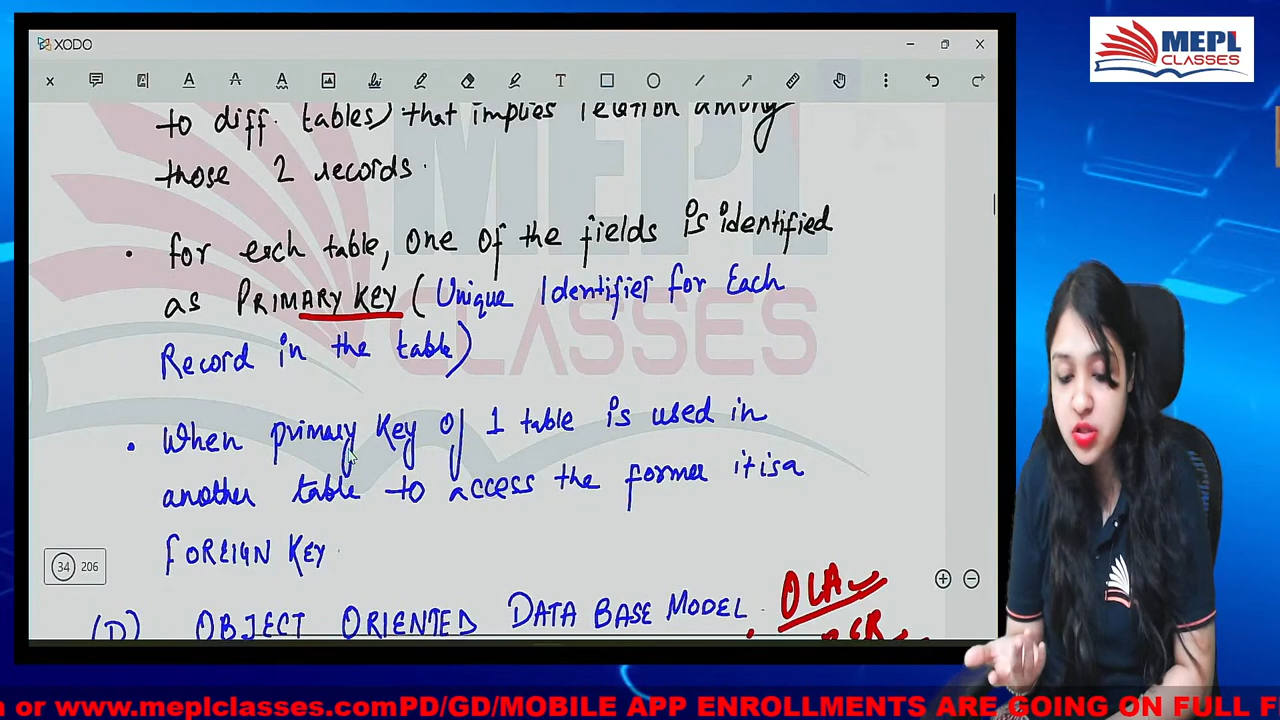 XODO
MEPL
CLASSES
to diff. tables) that implies relation among
those 2 records.
• for each table, One of the fields is identified
as PRIMARY KEY ( Unique Identifier for Each
Record in the table)
• When primary key of 1 table is used in
another table to access the former it is a
FOREIGN KEY
34 206
(D) OBJECT ORIENTED DATA BASE MODEL. OLA
MEPL
CLASSES
or www.meplclasses.comPD/GD/MOBILE APP ENROLLMENTS ARE GOING ON FULL F